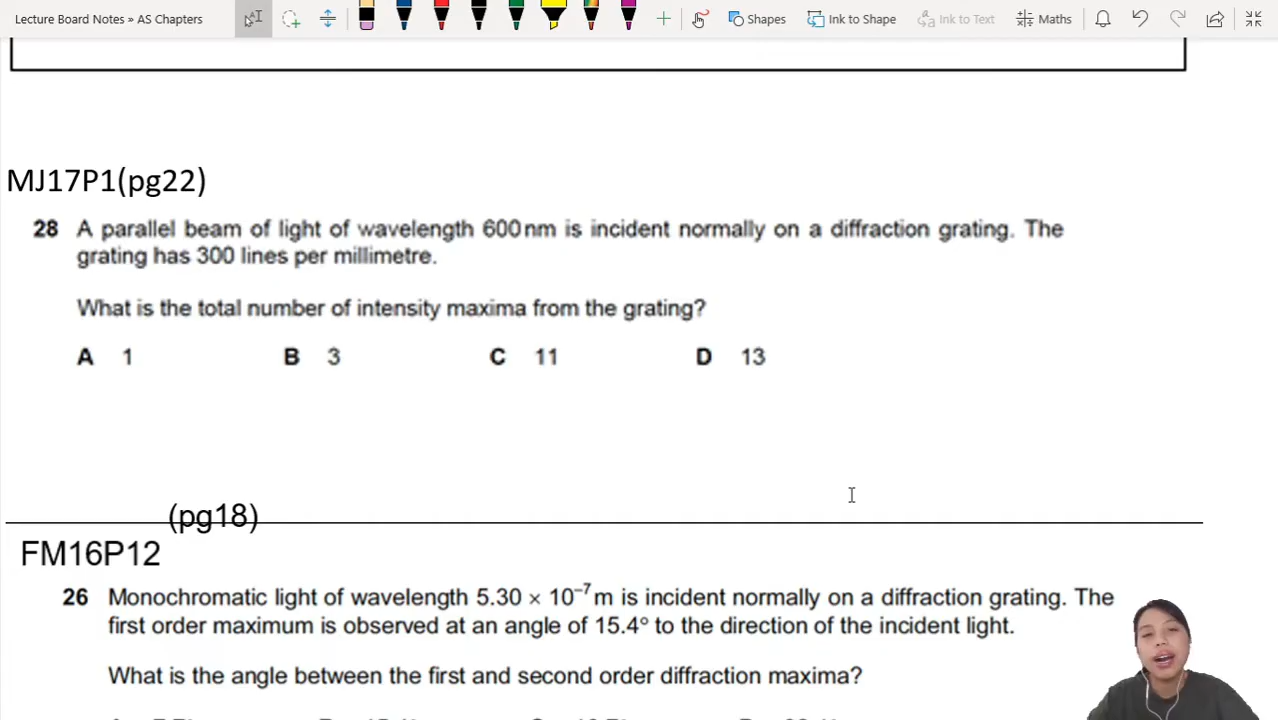 Lecture Board Notes » AS Chapters
Shapes
Ink to Shape
Ink to Text
Maths
MJ17P1(pg22)
28 A parallel beam of light of wavelength 600 nm is incident normally on a diffraction grating. The
grating has 300 lines per millimetre.
What is the total number of intensity maxima from the grating?
A 1 B 3 C 11 D 13
(pg18)
FM16P12
26 Monochromatic light of wavelength 5.30 × 10⁻⁷ m is incident normally on a diffraction grating. The
first order maximum is observed at an angle of 15.4° to the direction of the incident light.
What is the angle between the first and second order diffraction maxima?